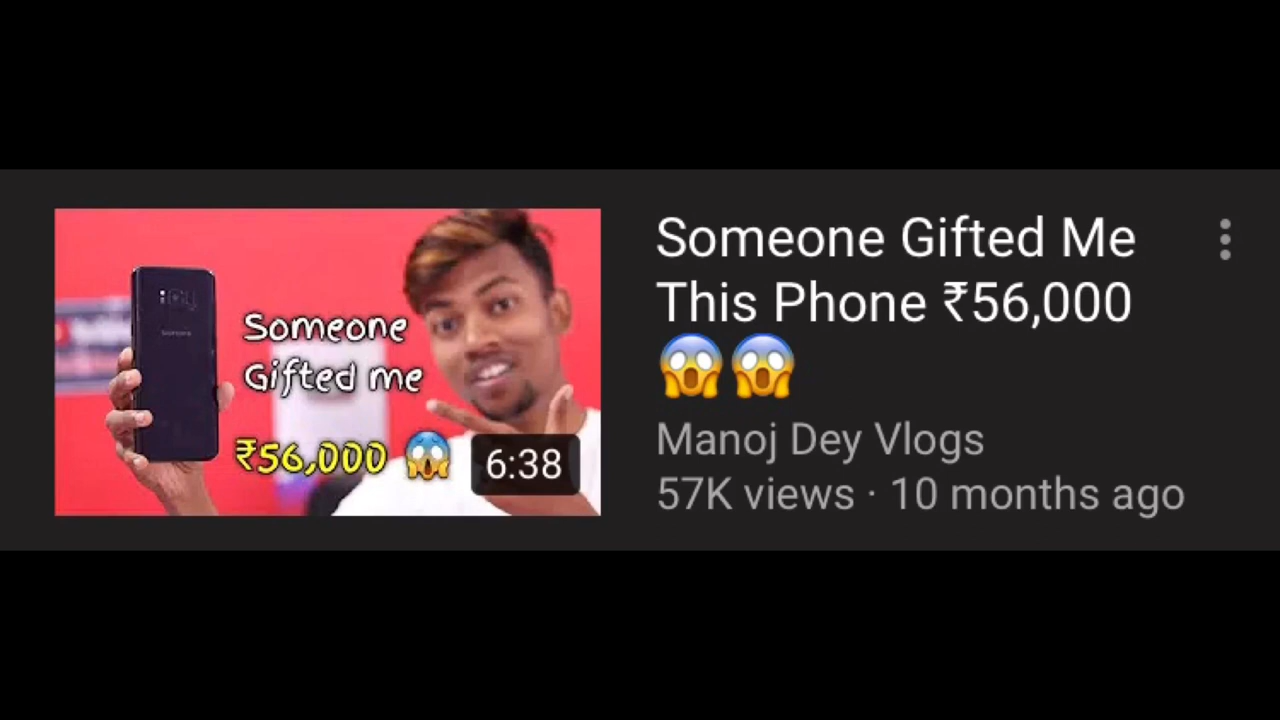 Someone
Gifted me
₹56,000 😱
6:38
Someone Gifted Me
This Phone ₹56,000
😱😱
Manoj Dey Vlogs
57K views · 10 months ago